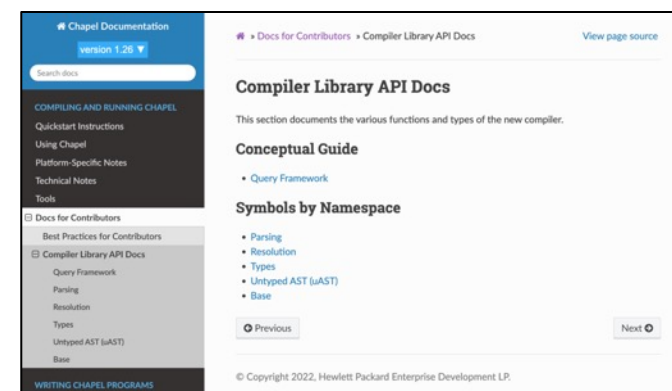 Chapel Documentation
version 1.26 ▼
Search docs
COMPILING AND RUNNING CHAPEL
Quickstart Instructions
Using Chapel
Platform-Specific Notes
Technical Notes
Tools
Docs for Contributors
Best Practices for Contributors
Compiler Library API Docs
Query Framework
Parsing
Resolution
Types
Untyped AST (uAST)
Base
WRITING CHAPEL PROGRAMS
» Docs for Contributors » Compiler Library API Docs
View page source
Compiler Library API Docs
This section documents the various functions and types of the new compiler.
Conceptual Guide
• Query Framework
Symbols by Namespace
• Parsing
• Resolution
• Types
• Untyped AST (uAST)
• Base
Previous
Next
© Copyright 2022, Hewlett Packard Enterprise Development LP.